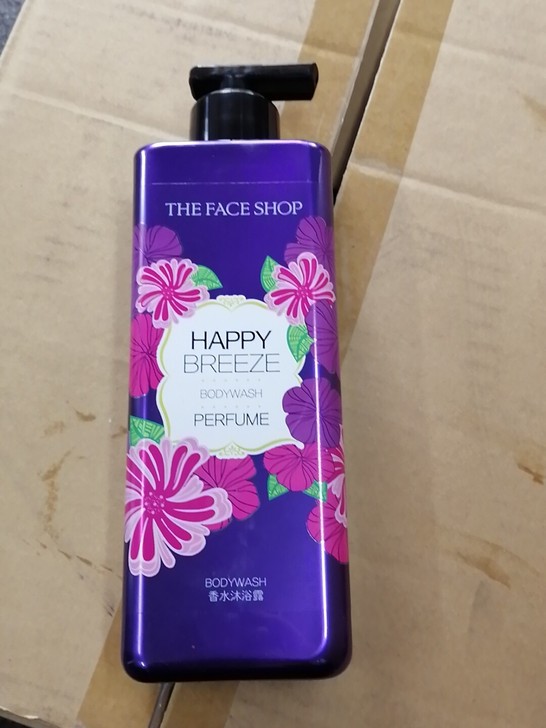 THE FACE SHOP
HAPPY
BREEZE
BODYWASH
PERFUME
BODYWASH
香水沐浴露